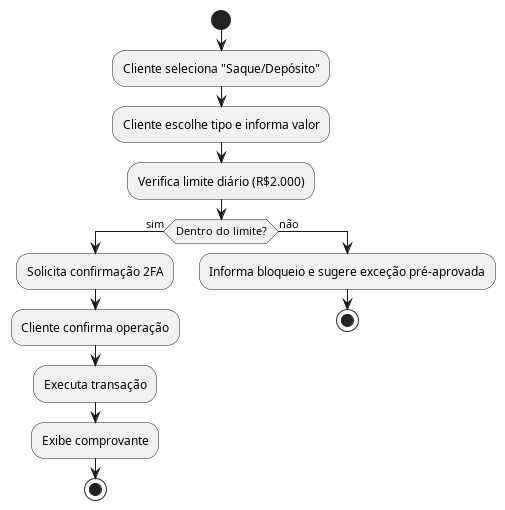 Cliente seleciona "Saque/Depósito"
Cliente escolhe tipo e informa valor
Verifica limite diário (R$2.000)
sim
Dentro do limite?
não
Solicita confirmação 2FA
Informa bloqueio e sugere exceção pré-aprovada
Cliente confirma operação
Executa transação
Exibe comprovante